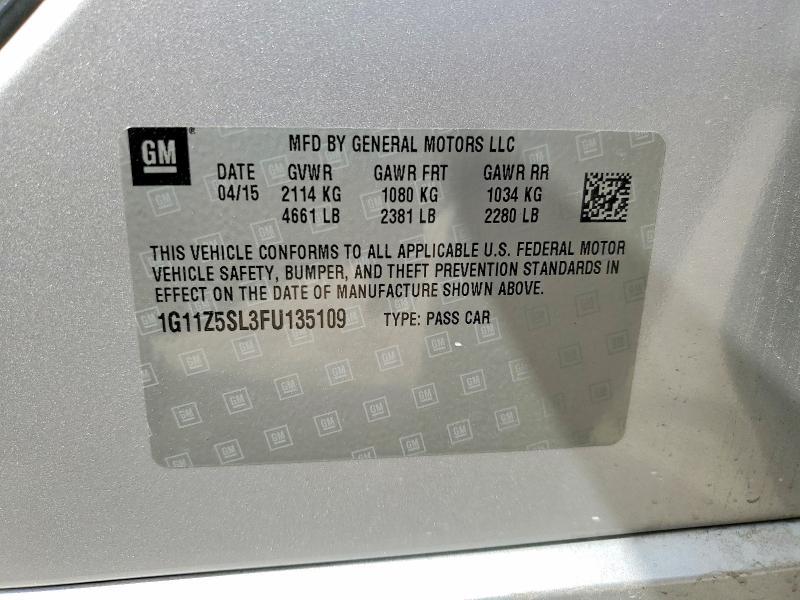 GM
MFD BY GENERAL MOTORS LLC
DATE GVWR GAWR FRT GAWR RR
04/15 2114 KG 1080 KG 1034 KG
4661 LB 2381 LB 2280 LB
THIS VEHICLE CONFORMS TO ALL APPLICABLE U.S. FEDERAL MOTOR
VEHICLE SAFETY, BUMPER, AND THEFT PREVENTION STANDARDS IN
EFFECT ON THE DATE OF MANUFACTURE SHOWN ABOVE.
1G11Z5SL3FU135109 TYPE: PASS CAR